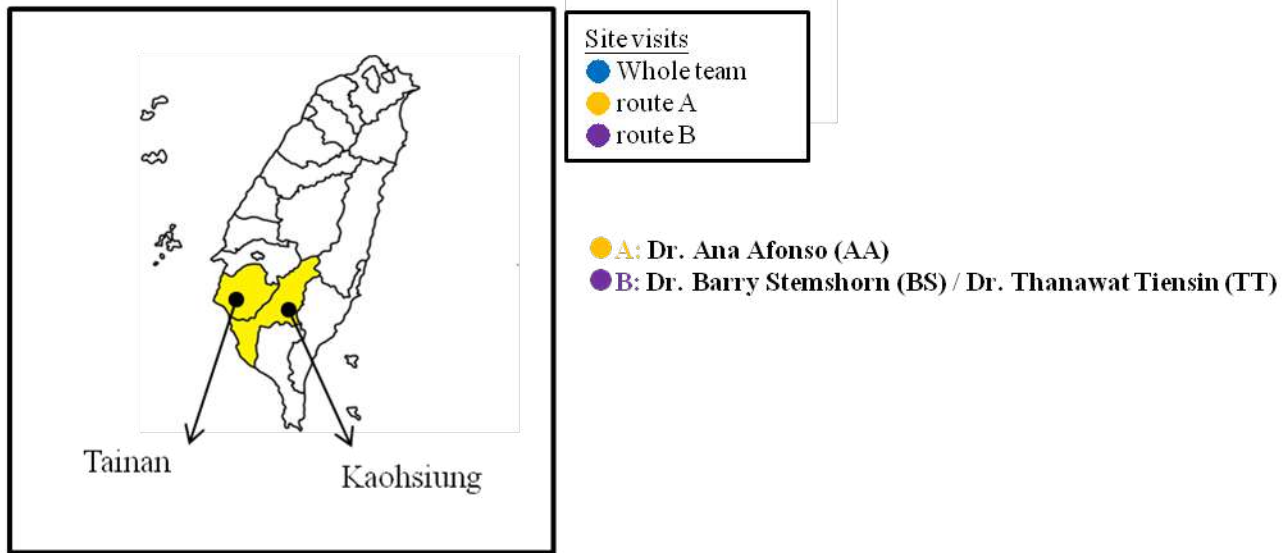 Site visits
Whole team
route A
route B
A: Dr. Ana Afonso (AA)
B: Dr. Barry Stemshorn (BS) / Dr. Thanawat Tiensin (TT)
Tainan
Kaohsiung